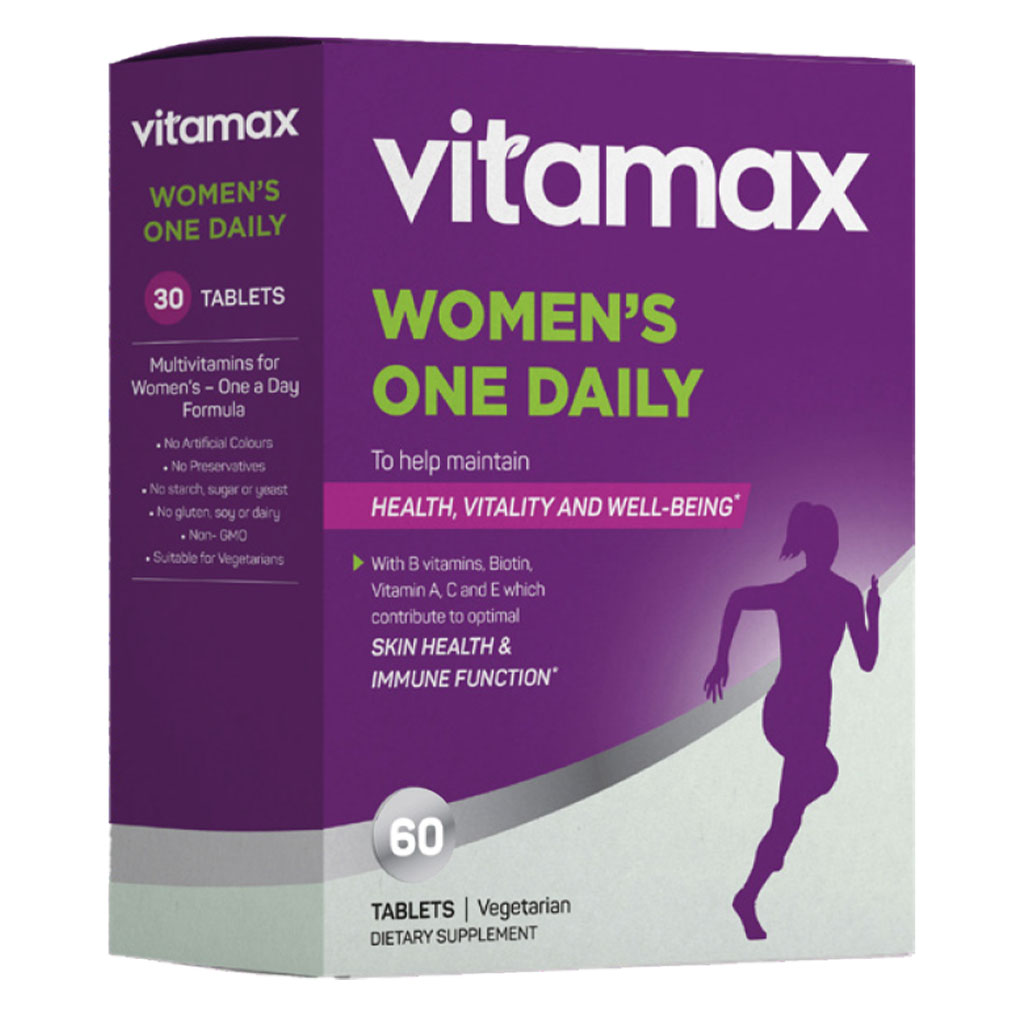 vitamax
WOMEN'S
ONE DAILY
30 TABLETS
Multivitamins for
Women's – One a Day
Formula
• No Artificial Colours
• No Preservatives
• No starch, sugar or yeast
• No gluten, soy or dairy
• Non- GMO
• Suitable for Vegetarians
vitamax
WOMEN'S
ONE DAILY
To help maintain
HEALTH, VITALITY AND WELL-BEING*
With B vitamins, Biotin,
Vitamin A, C and E which
contribute to optimal
SKIN HEALTH &
IMMUNE FUNCTION*
60
TABLETS | Vegetarian
DIETARY SUPPLEMENT